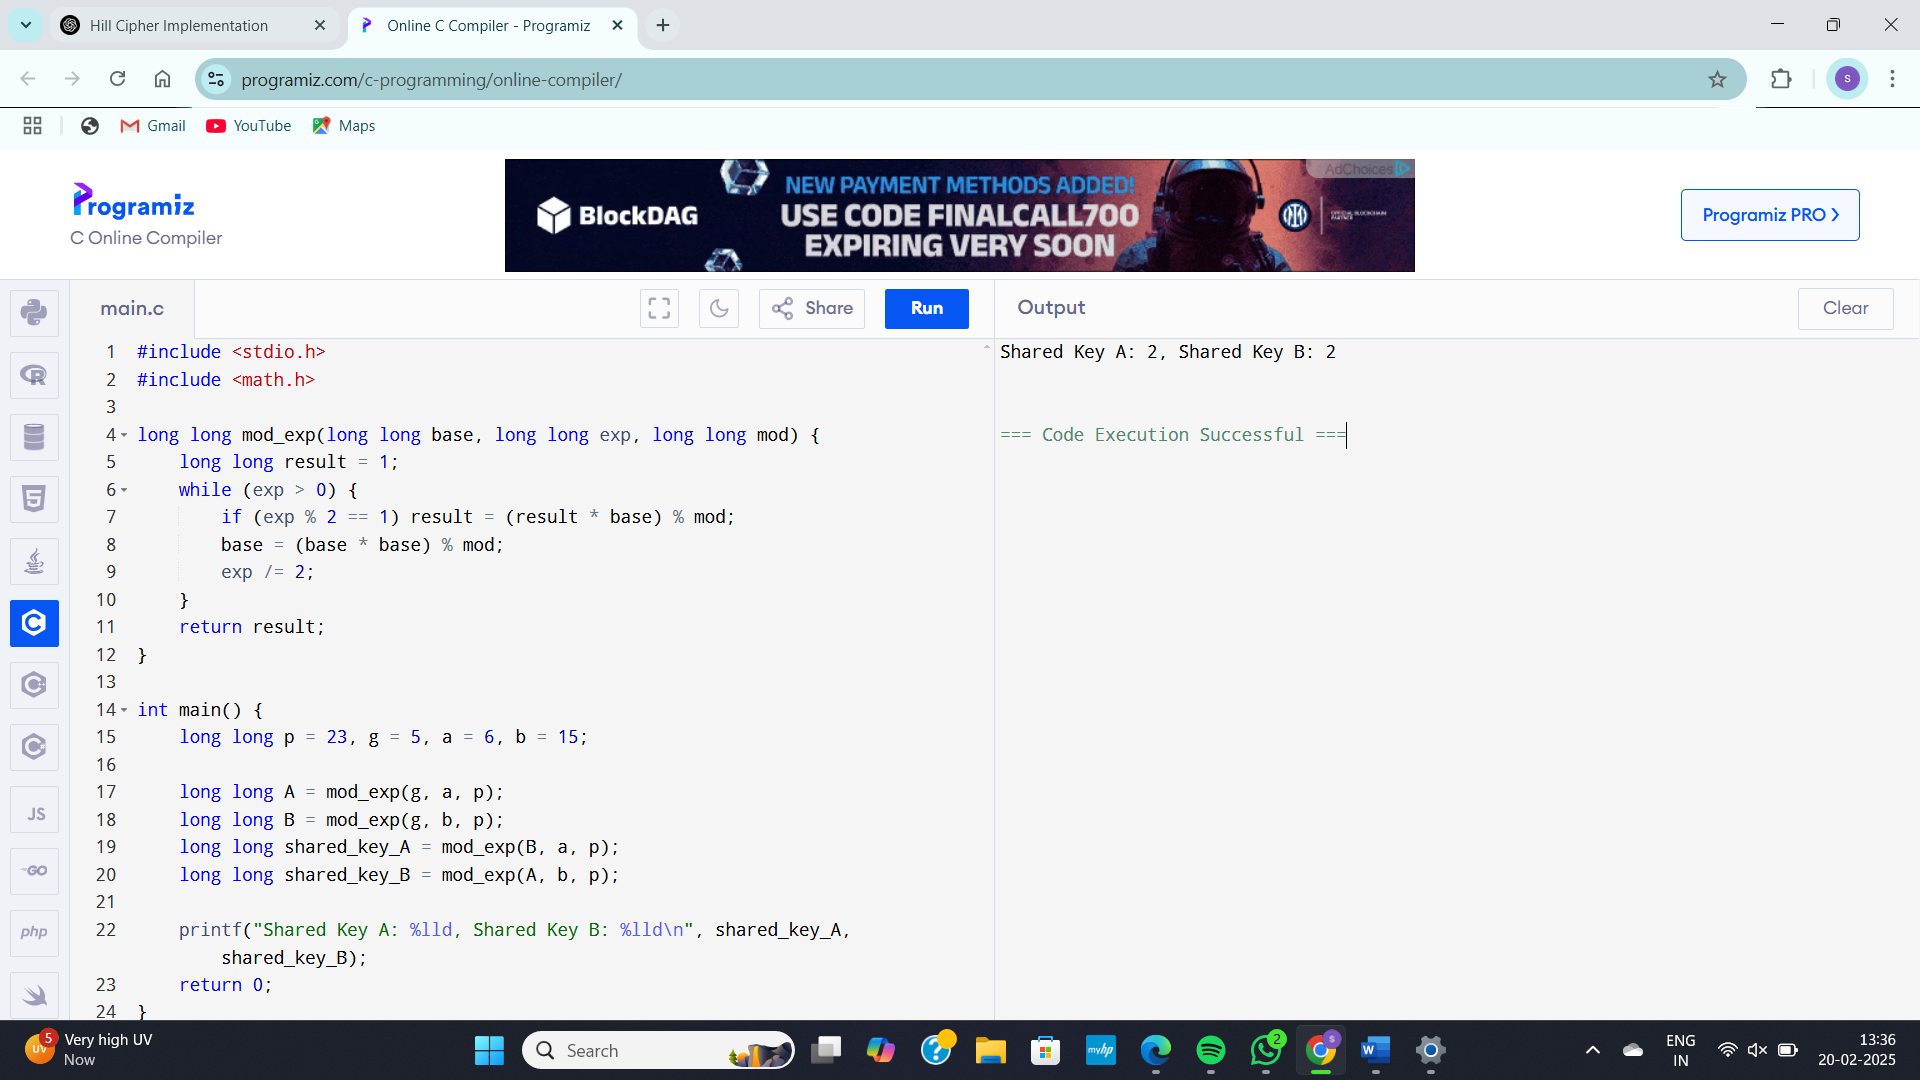 Hill Cipher Implementation
Online C Compiler - Programiz
programiz.com/c-programming/online-compiler/
S
Gmail
YouTube
Maps
Programiz
C Online Compiler
BLOCKDAG
NEW PAYMENT METHODS ADDED!
USE CODE FINALCALL700
EXPIRING VERY SOON
AdChoices
Programiz PRO
main.c
Share
Run
Output
Clear
1 #include <stdio.h>
2 #include <math.h>
3
4 long long mod_exp(long long base, long long exp, long long mod) {
5 long long result = 1;
6 while (exp > 0) {
7 if (exp % 2 == 1) result = (result * base) % mod;
8 base = (base * base) % mod;
9 exp /= 2;
10 }
11 return result;
12 }
13
14 int main() {
15 long long p = 23, g = 5, a = 6, b = 15;
16
17 long long A = mod_exp(g, a, p);
18 long long B = mod_exp(g, b, p);
19 long long shared_key_A = mod_exp(B, a, p);
20 long long shared_key_B = mod_exp(A, b, p);
21
22 printf("Shared Key A: %lld, Shared Key B: %lld\n", shared_key_A,
shared_key_B);
23 return 0;
24 }
Shared Key A: 2, Shared Key B: 2
=== Code Execution Successful ===
R
5
JS
GO
php
UV
5
Very high UV
Now
Search
myhp
2
S
W
ENG
IN
13:36
20-02-2025